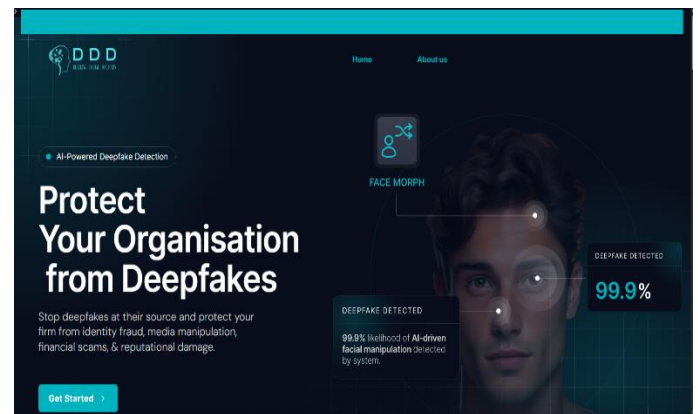 D D D
Home
About us
AI-Powered Deepfake Detection
FACE MORPH
Protect
Your Organisation
from Deepfakes
Stop deepfakes at their source and protect your
firm from identity fraud, media manipulation,
financial scams, & reputational damage.
Get Started >
DEEPFAKE DETECTED
99.9% likelihood of AI-driven
facial manipulation detected
by system.
DEEPFAKE DETECTED
99.9%